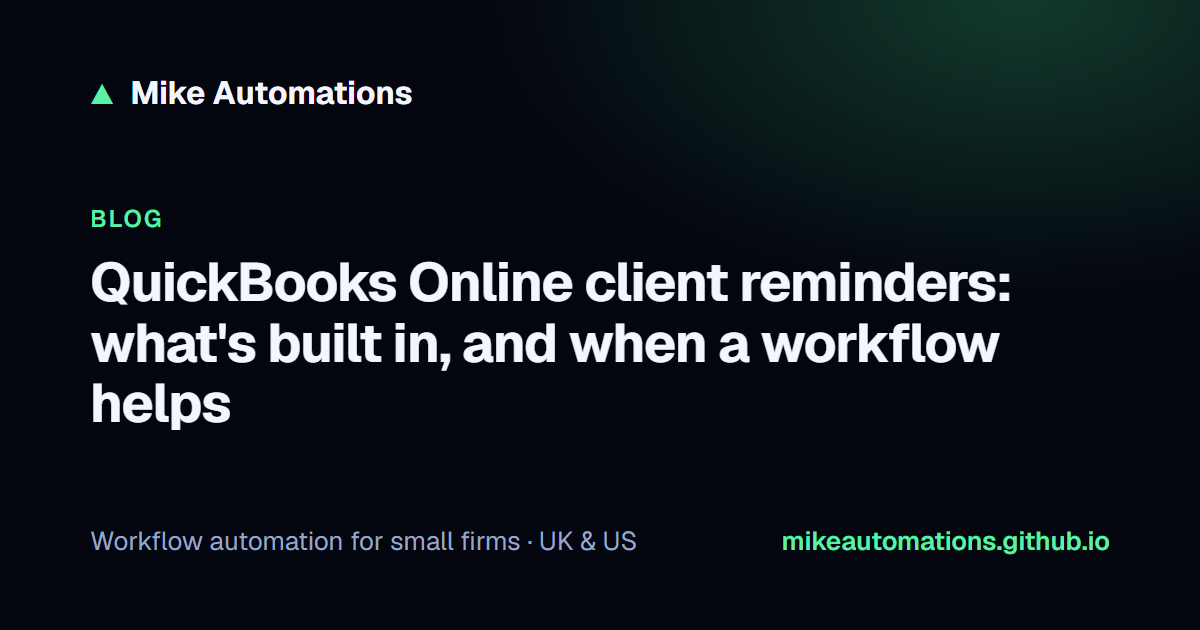 Mike Automations
BLOG
QuickBooks Online client reminders:
what's built in, and when a workflow
helps
Workflow automation for small firms · UK & US
mikeautomations.github.io